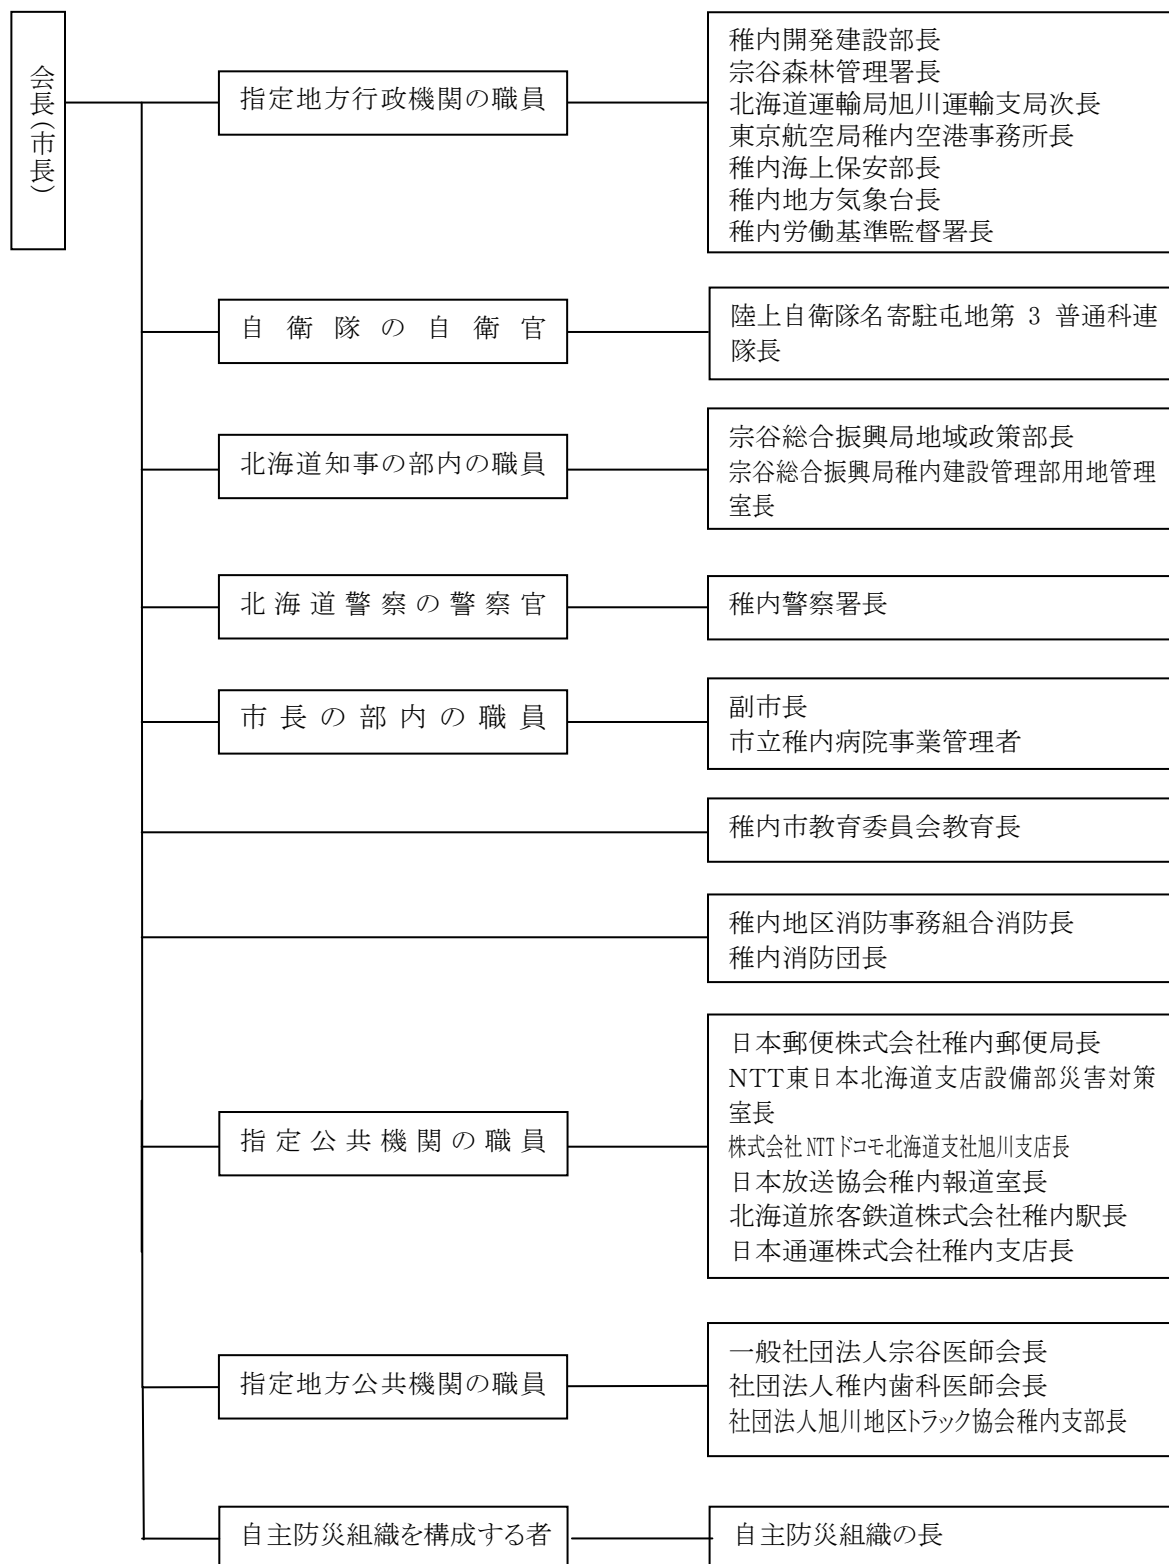 会長(市長)
指定地方行政機関の職員
稚内開発建設部長
宗谷森林管理署長
北海道運輸局旭川運輸支局次長
東京航空局稚内空港事務所長
稚内海上保安部長
稚内地方気象台長
稚内労働基準監督署長
自衛隊の自衛官
陸上自衛隊名寄駐屯地第 3 普通科連
隊長
北海道知事の部内の職員
宗谷総合振興局地域政策部長
宗谷総合振興局稚内建設管理部用地管理
室長
北海道警察の警察官
稚内警察署長
市長の部内の職員
副市長
市立稚内病院事業管理者
稚内市教育委員会教育長
稚内地区消防事務組合消防長
稚内消防団長
指定公共機関の職員
日本郵便株式会社稚内郵便局長
NTT東日本北海道支店設備部災害対策
室長
株式会社NTTドコモ北海道支社旭川支店長
日本放送協会稚内報道室長
北海道旅客鉄道株式会社稚内駅長
日本通運株式会社稚内支店長
指定地方公共機関の職員
一般社団法人宗谷医師会長
社団法人稚内歯科医師会長
社団法人旭川地区トラック協会稚内支部長
自主防災組織を構成する者
自主防災組織の長